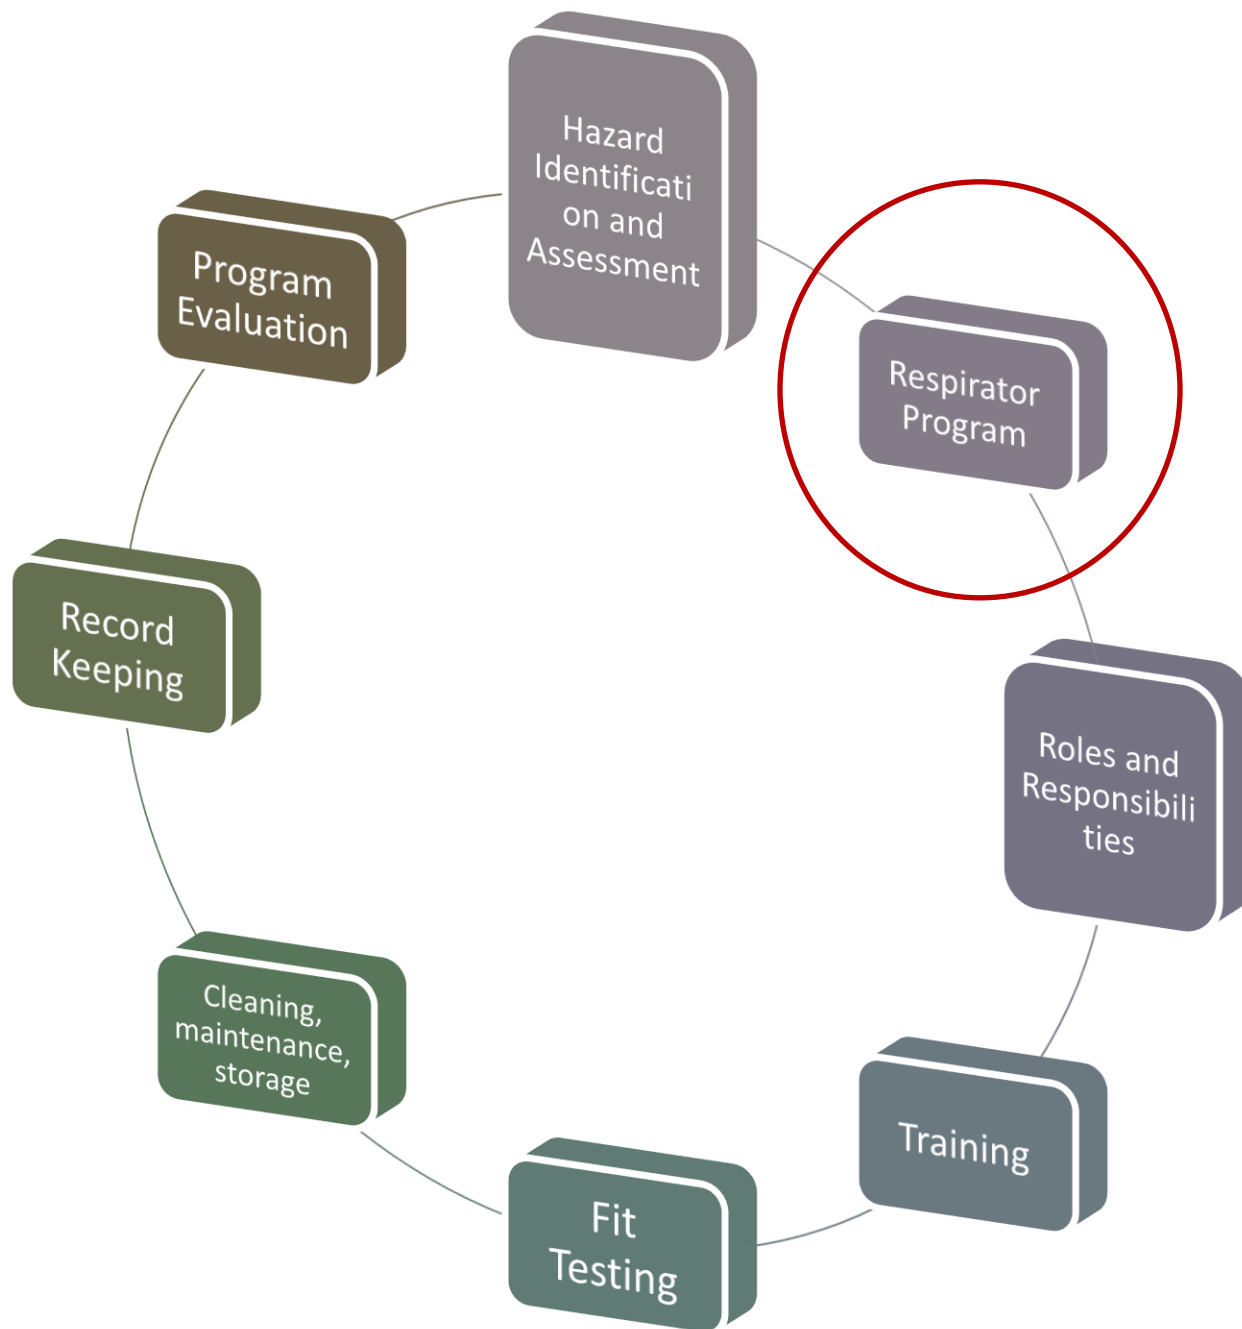 Hazard
Identificati
on and
Assessment
Respirator
Program
Roles and
Responsibili
ties
Training
Fit
Testing
Cleaning,
maintenance,
storage
Record
Keeping
Program
Evaluation